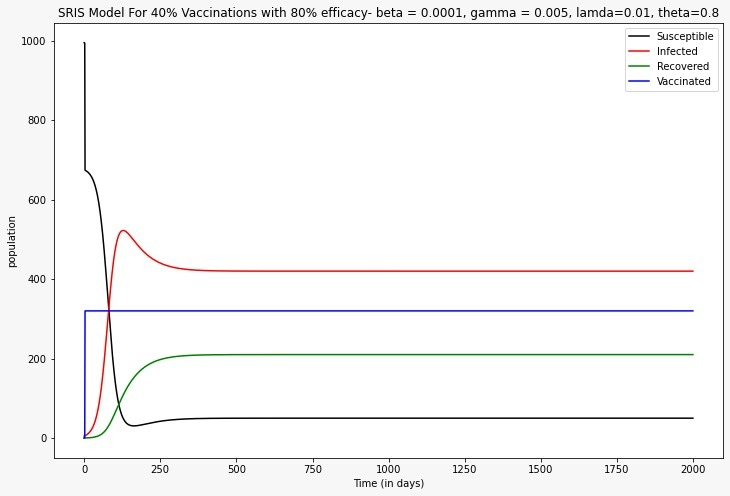 SRIS Model For 40% Vaccinations with 80% efficacy- beta = 0.0001, gamma = 0.005, lamda=0.01, theta=0.8
Susceptible
Infected
Recovered
Vaccinated
1000
800
600
400
200
0
population
0 250 500 750 1000 1250 1500 1750 2000
Time (in days)